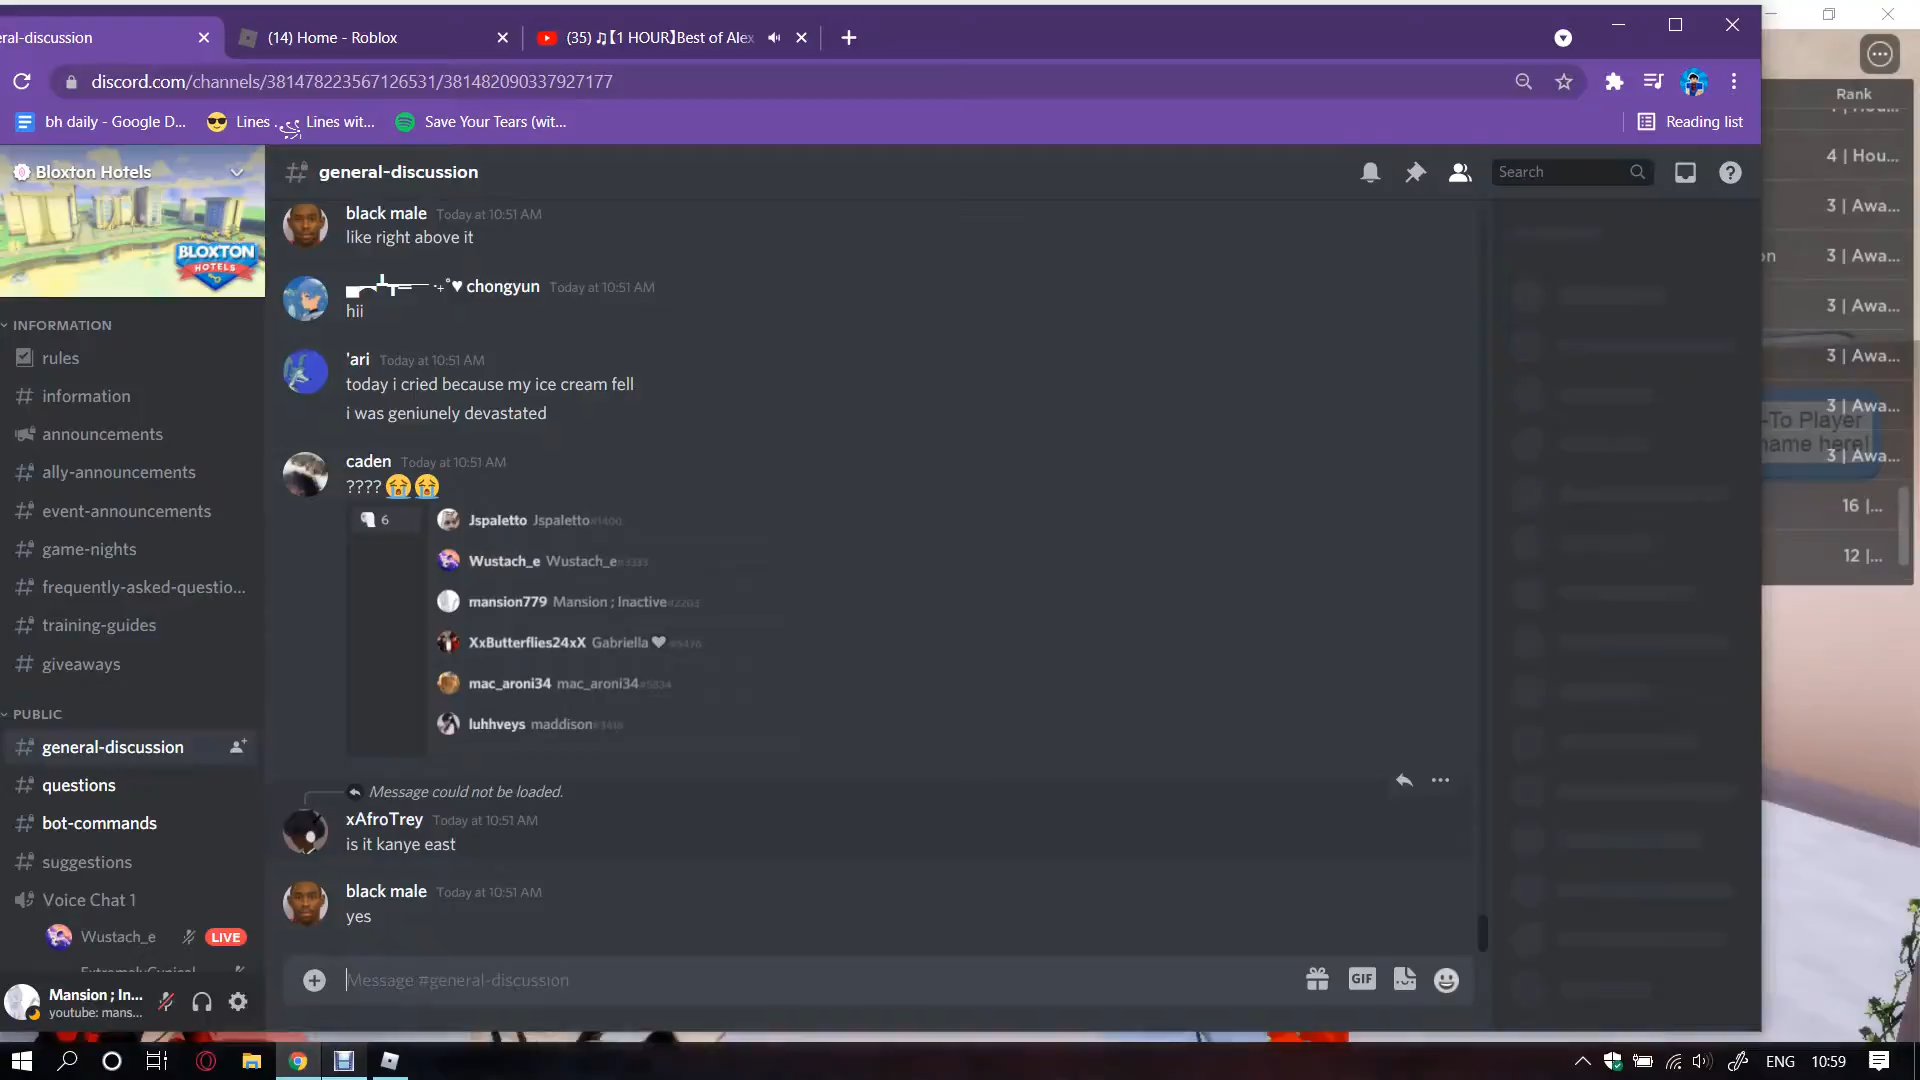 eral-discussion
(14) Home - Roblox
(35) ♫【1 HOUR】Best of Alex
discord.com/channels/381478223567126531/381482090337927177
bh daily - Google D...
Lines
Lines wit...
Save Your Tears (wit...
Reading list
Rank
Bloxton Hotels
BLOXTON
HOTELS
INFORMATION
rules
information
announcements
ally-announcements
event-announcements
game-nights
frequently-asked-questio...
training-guides
giveaways
PUBLIC
general-discussion
questions
bot-commands
suggestions
Voice Chat 1
Wustach_e
LIVE
Mansion ; In...
youtube: mans...
general-discussion
Search
black male Today at 10:51 AM
like right above it
chongyun Today at 10:51 AM
hii
'ari Today at 10:51 AM
today i cried because my ice cream fell
i was geniunely devastated
caden Today at 10:51 AM
????😭😭
6
Jspaletto Jspaletto#1400
Wustach_e Wustach_e#3333
mansion779 Mansion ; Inactive#2203
XxButterflies24xX Gabriella ♥
mac_aroni34 mac_aroni34
luhhveys maddison
Message could not be loaded.
xAfroTrey Today at 10:51 AM
is it kanye east
black male Today at 10:51 AM
yes
Message #general-discussion
GIF
4 | Hou...
3 | Awa...
on 3 | Awa...
3 | Awa...
3 | Awa...
3 | Awa...
-To Player
name here!
3 | Awa...
16 |...
12 |...
ENG
10:59